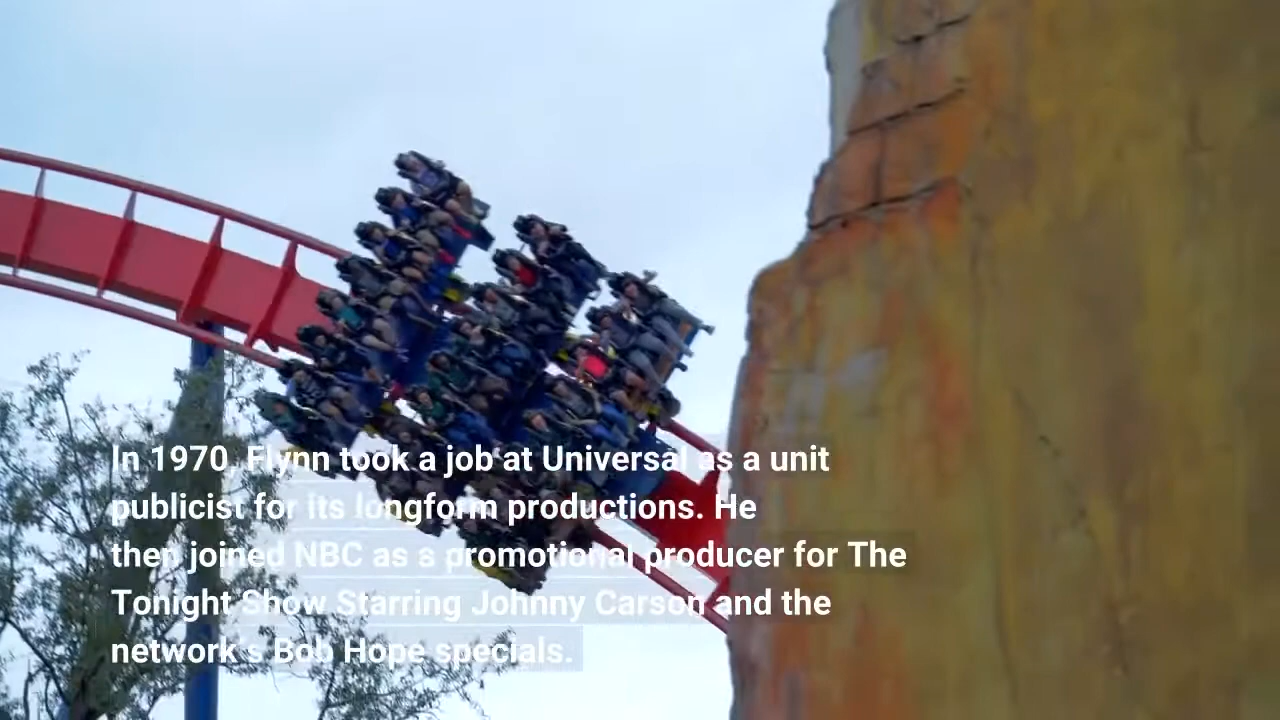 In 1970, Flynn took a job at Universal as a unit
publicist for its longform productions. He
then joined NBC as a promotional producer for The
Tonight Show Starring Johnny Carson and the
network's Bob Hope specials.